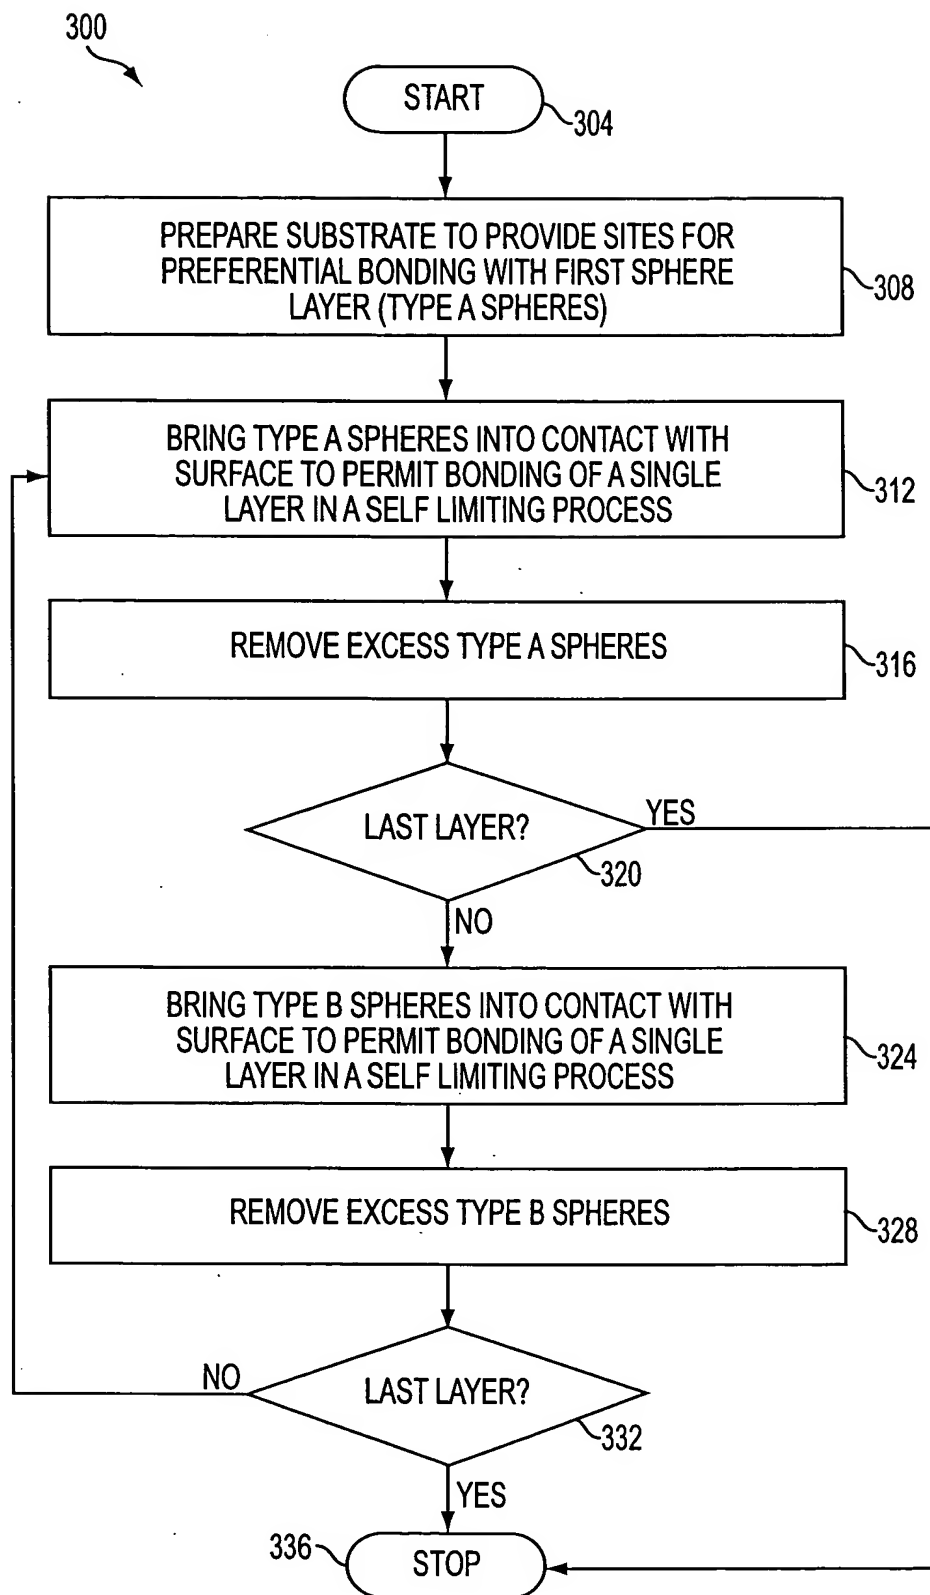 300
START
304
PREPARE SUBSTRATE TO PROVIDE SITES FOR
PREFERENTIAL BONDING WITH FIRST SPHERE
LAYER (TYPE A SPHERES)
308
BRING TYPE A SPHERES INTO CONTACT WITH
SURFACE TO PERMIT BONDING OF A SINGLE
LAYER IN A SELF LIMITING PROCESS
312
REMOVE EXCESS TYPE A SPHERES
316
LAST LAYER?
YES
320
NO
BRING TYPE B SPHERES INTO CONTACT WITH
SURFACE TO PERMIT BONDING OF A SINGLE
LAYER IN A SELF LIMITING PROCESS
324
REMOVE EXCESS TYPE B SPHERES
328
NO
LAST LAYER?
332
YES
336
STOP